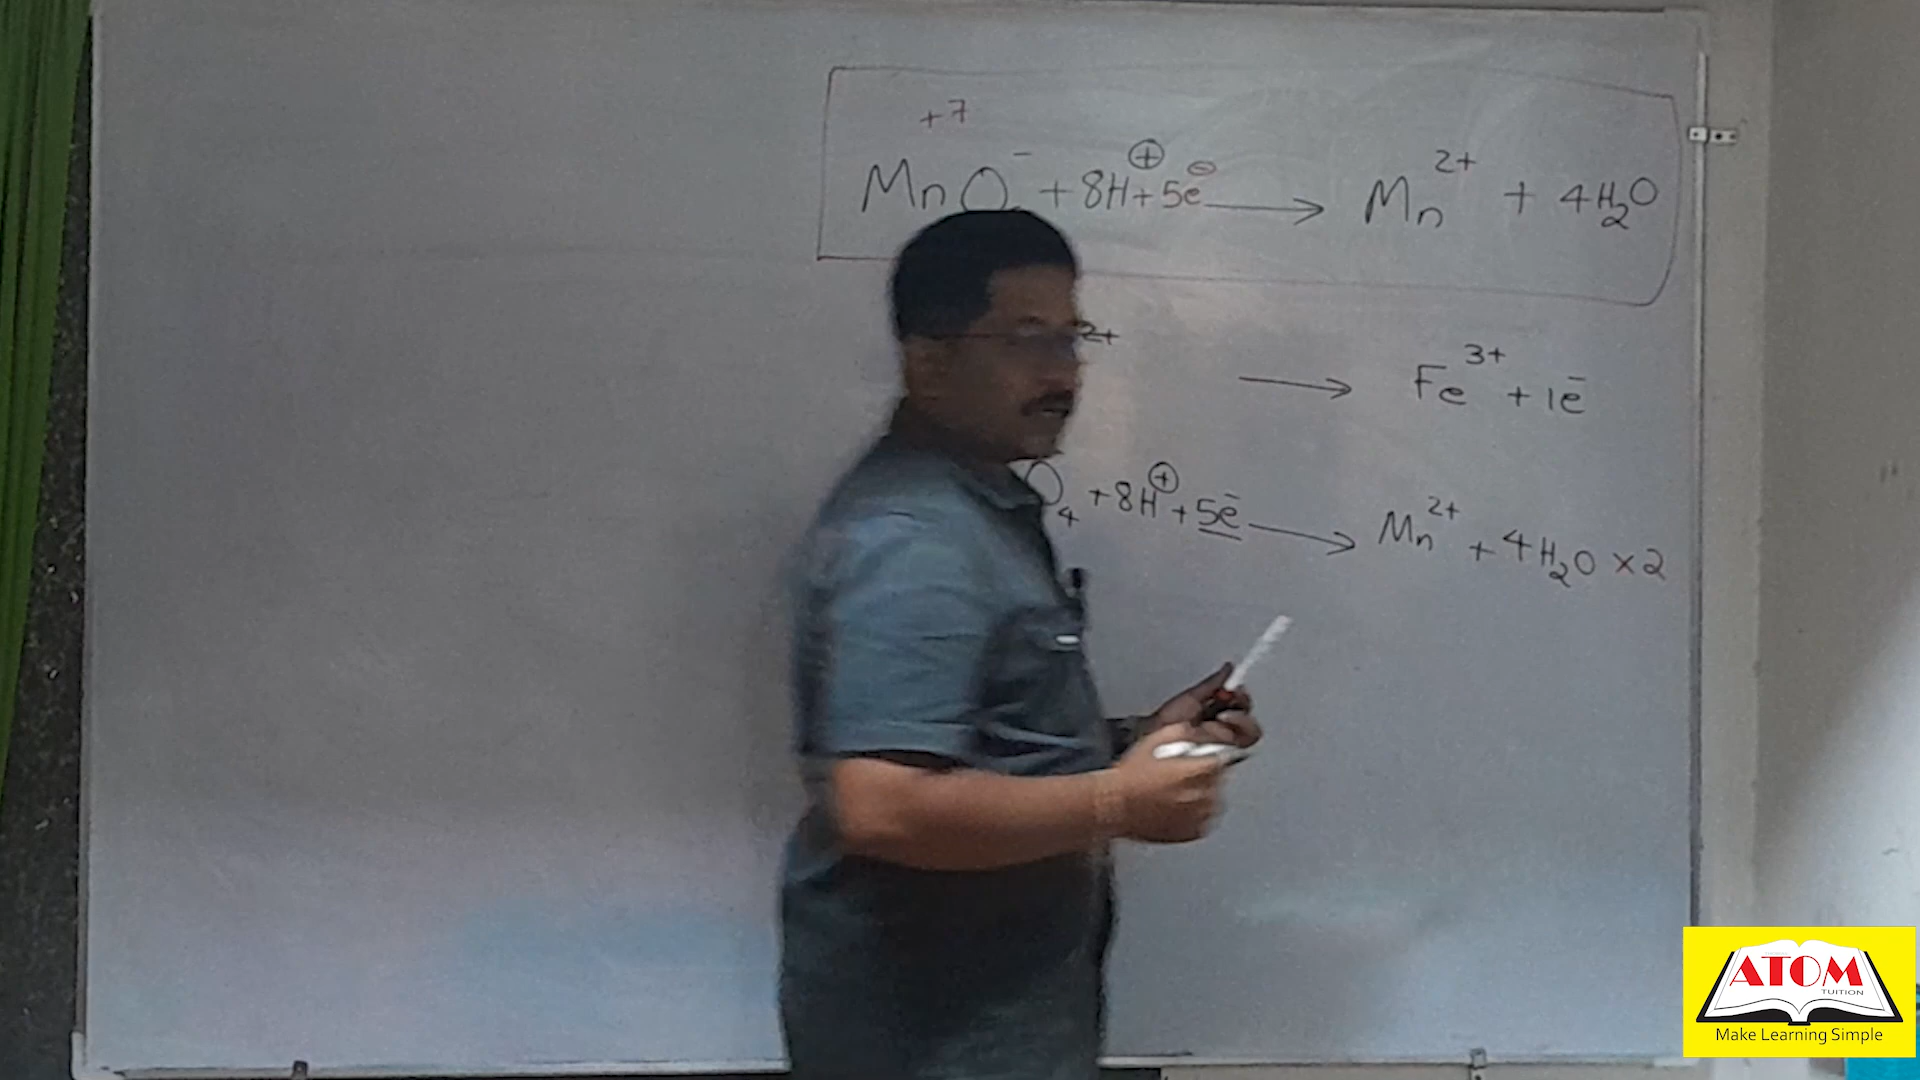 +7
MnO⁻ + 8H⊕ + 5e⊖ ⟶ Mn²⁺ + 4H₂O
2+ ⟶ Fe³⁺ + 1e⁻
O₄ + 8H⊕ + 5e⁻ ⟶ Mn²⁺ + 4H₂O × 2
ATOM
TUITION
Make Learning Simple